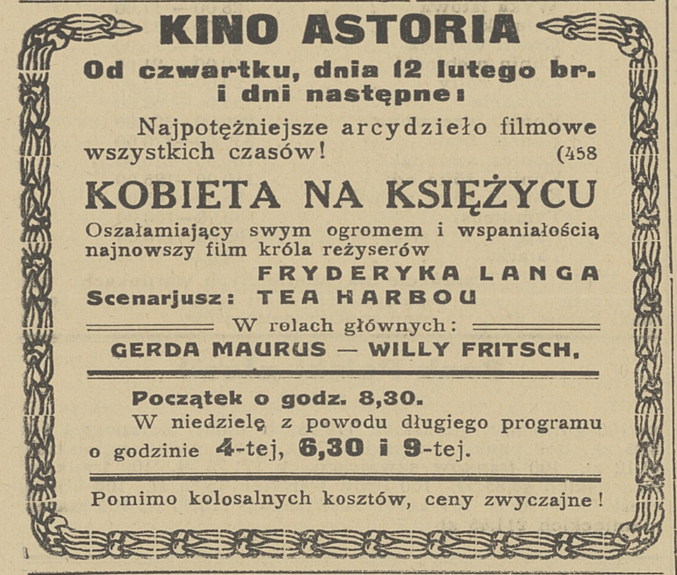 KINO ASTORIA
Od czwartku, dnia 12 lutego br.
i dni następne:
Najpotężniejsze arcydzieło filmowe
wszystkich czasów! (458
KOBIETA NA KSIĘŻYCU
Oszałamiający swym ogromem i wspaniałością
najnowszy film króla reżyserów
FRYDERYKA LANGA
Scenarjusz: TEA HARBOU
W rolach głównych:
GERDA MAURUS — WILLY FRITSCH.
Początek o godz. 8,30.
W niedzielę z powodu długiego programu
o godzinie 4-tej, 6,30 i 9-tej.
Pomimo kolosalnych kosztów, ceny zwyczajne!